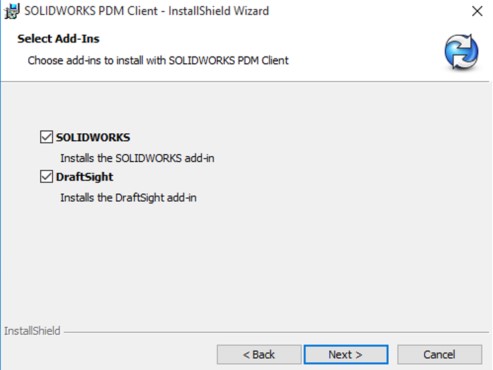 SOLIDWORKS PDM Client - InstallShield Wizard
Select Add-Ins
Choose add-ins to install with SOLIDWORKS PDM Client
SOLIDWORKS
Installs the SOLIDWORKS add-in
DraftSight
Installs the DraftSight add-in
InstallShield
< Back Next > Cancel